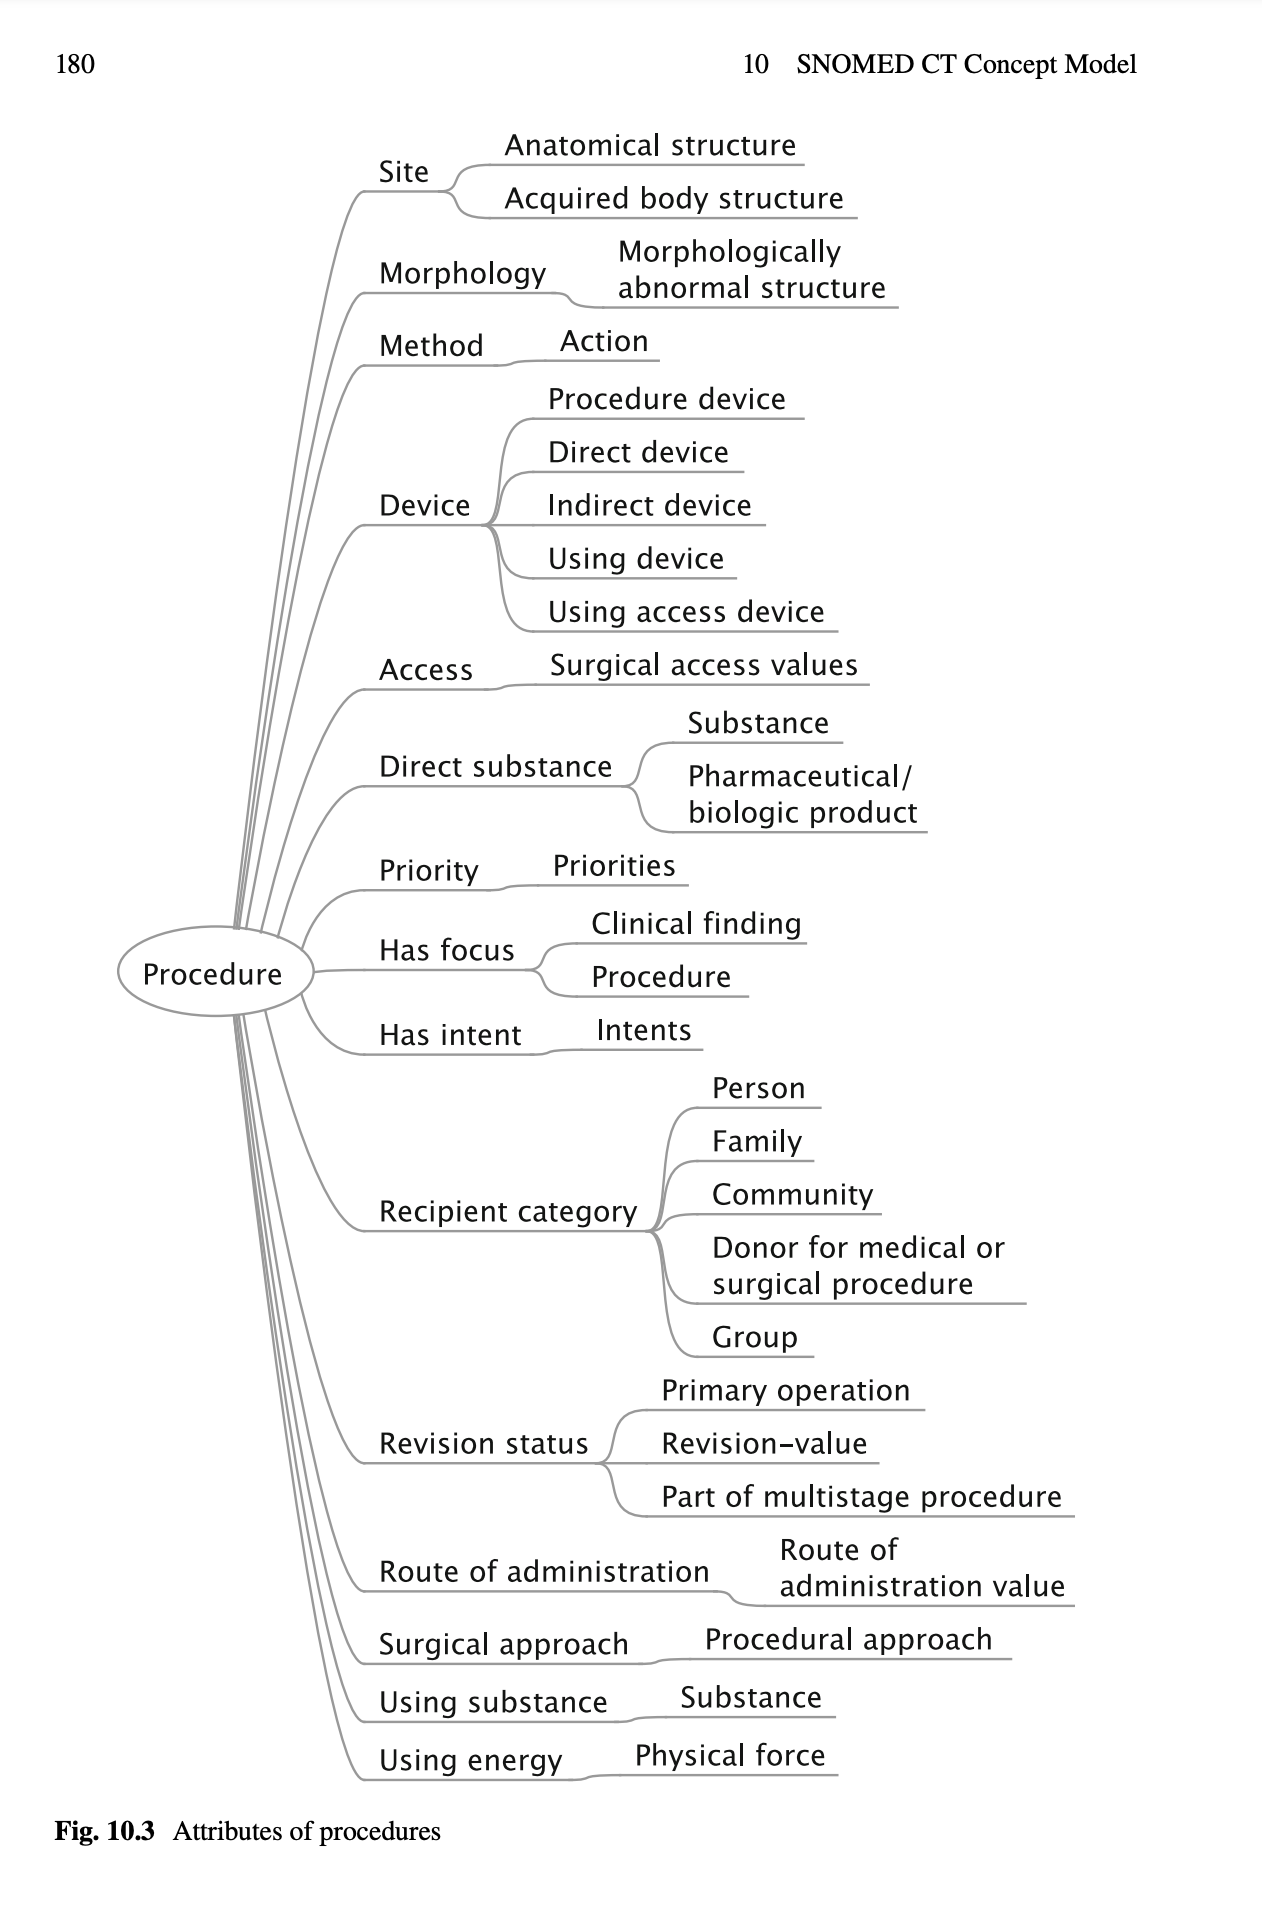 180
10 SNOMED CT Concept Model
Site
Anatomical structure
Acquired body structure
Morphology
Morphologically
abnormal structure
Method
Action
Device
Procedure device
Direct device
Indirect device
Using device
Using access device
Access
Surgical access values
Direct substance
Substance
Pharmaceutical/
biologic product
Priority
Priorities
Procedure
Has focus
Clinical finding
Procedure
Has intent
Intents
Recipient category
Person
Family
Community
Donor for medical or
surgical procedure
Group
Revision status
Primary operation
Revision–value
Part of multistage procedure
Route of administration
Route of
administration value
Surgical approach
Procedural approach
Using substance
Substance
Using energy
Physical force
Fig. 10.3 Attributes of procedures